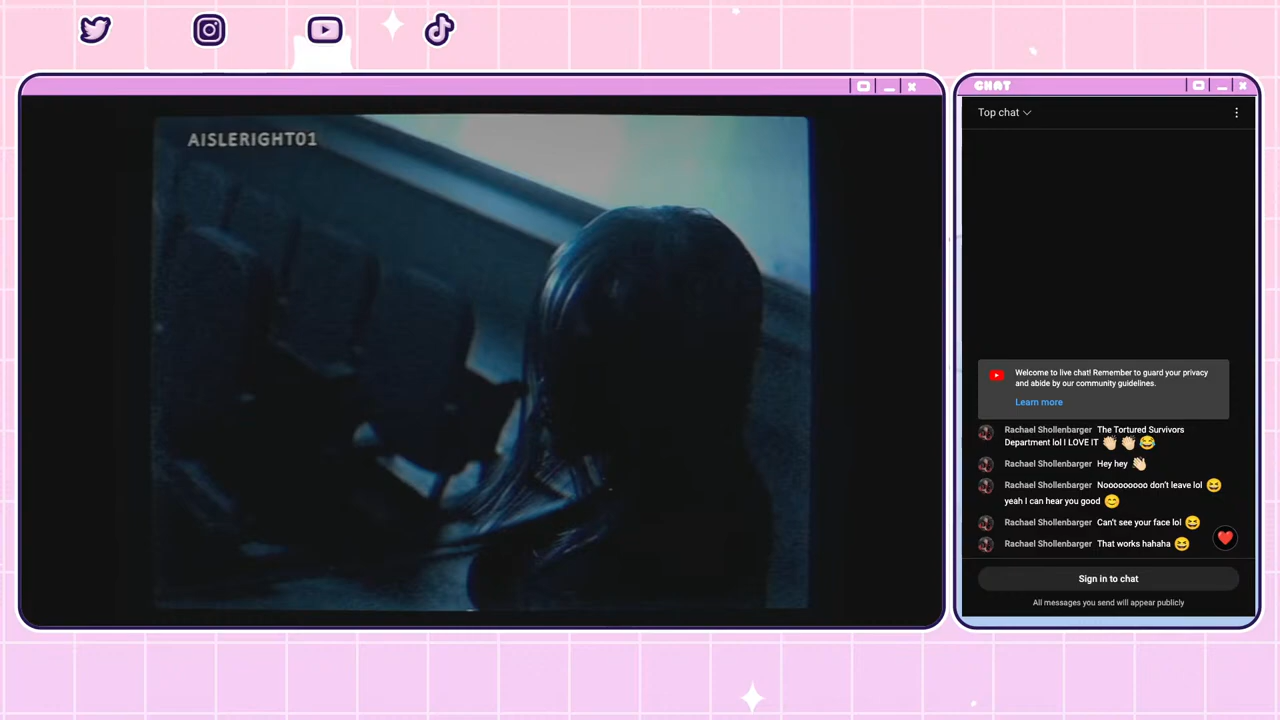 AISLERIGHT01
CHAT
Top chat
Welcome to live chat! Remember to guard your privacy
and abide by our community guidelines.
Learn more
Rachael Shollenbarger The Tortured Survivors
Department lol I LOVE IT 👏🏻 👏🏻 😂
Rachael Shollenbarger Hey hey 👋🏻
Rachael Shollenbarger Nooooooooo don't leave lol 😆
yeah I can hear you good 😊
Rachael Shollenbarger Can't see your face lol 😆
Rachael Shollenbarger That works hahaha 😆
Sign in to chat
All messages you send will appear publicly